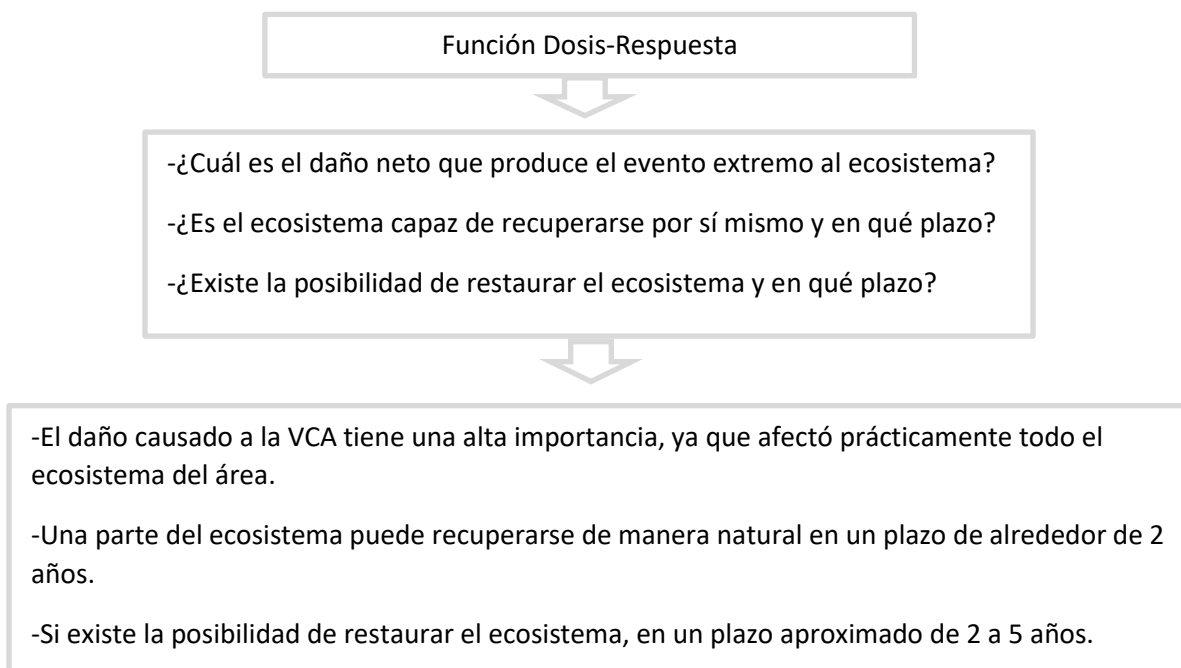 Función Dosis-Respuesta
-¿Cuál es el daño neto que produce el evento extremo al ecosistema?
-¿Es el ecosistema capaz de recuperarse por sí mismo y en qué plazo?
-¿Existe la posibilidad de restaurar el ecosistema y en qué plazo?
-El daño causado a la VCA tiene una alta importancia, ya que afectó prácticamente todo el
ecosistema del área.
-Una parte del ecosistema puede recuperarse de manera natural en un plazo de alrededor de 2
años.
-Si existe la posibilidad de restaurar el ecosistema, en un plazo aproximado de 2 a 5 años.